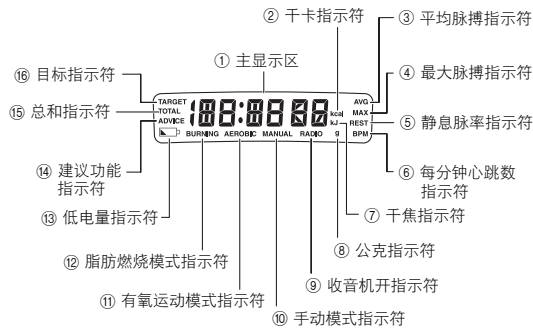 ② 千卡指示符
③ 平均脉搏指示符
① 主显示区
④ 最大脉搏指示符
⑯ 目标指示符
⑮ 总和指示符
TARGET
TOTAL
ADVICE
188:88 88
kcal
kJ
AVG
MAX
REST
BPM
BURNING AEROBIC MANUAL RADIO g
⑤ 静息脉率指示符
⑭ 建议功能
指示符
⑥ 每分钟心跳数
指示符
⑬ 低电量指示符
⑦ 千焦指示符
⑧ 公克指示符
⑫ 脂肪燃烧模式指示符
⑨ 收音机开指示符
⑪ 有氧运动模式指示符
⑩ 手动模式指示符